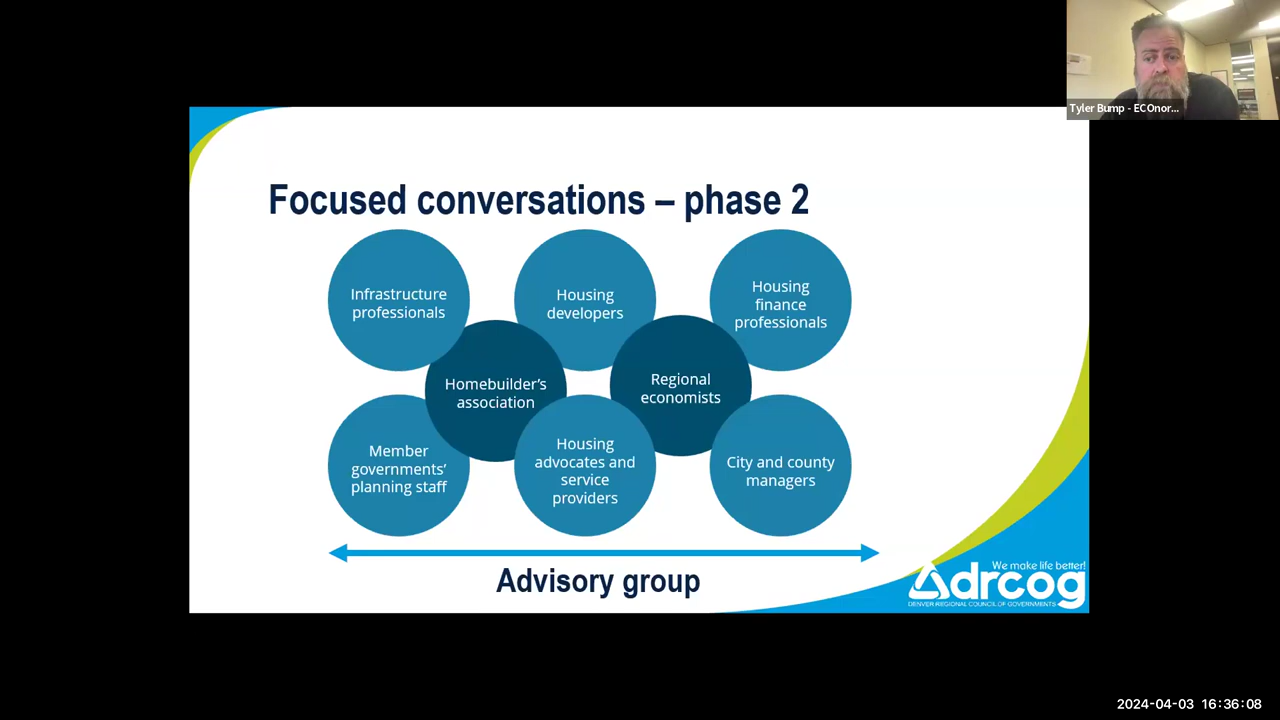 Tyler Bump - ECOnor...
Focused conversations – phase 2
Infrastructure
professionals
Housing
developers
Housing
finance
professionals
Homebuilder's
association
Regional
economists
Member
governments'
planning staff
Housing
advocates and
service
providers
City and county
managers
Advisory group
We make life better!
drcog
DENVER REGIONAL COUNCIL OF GOVERNMENTS
2024-04-03 16:36:08